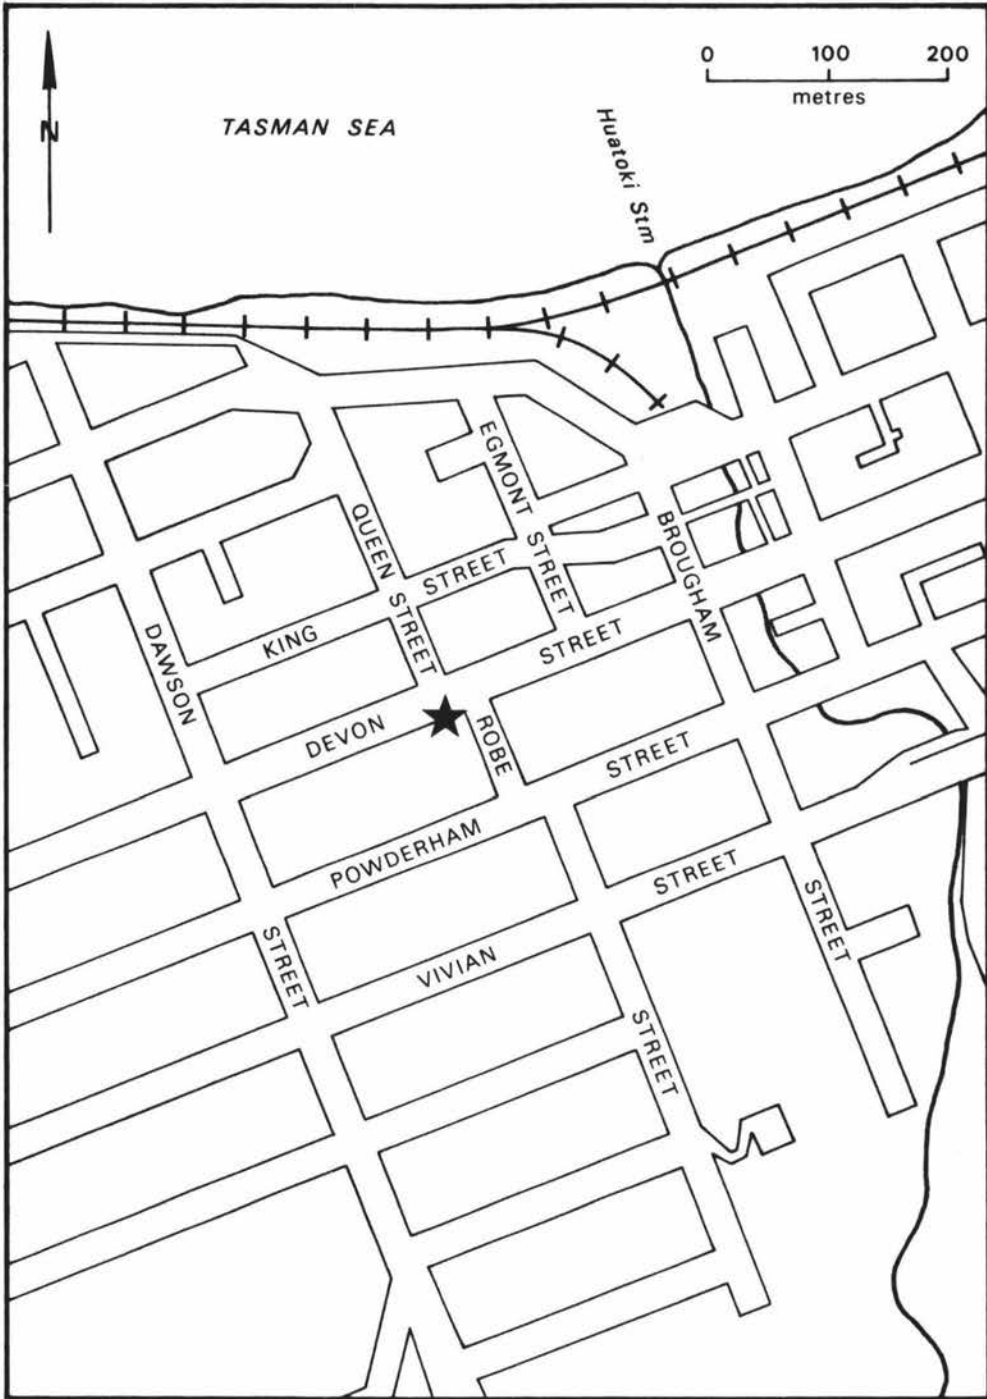 0 100 200
metres
N
TASMAN SEA
Huatoki Stm
EGMONT STREET
QUEEN STREET
BROUGHAM STREET
KING STREET
DAWSON STREET
DEVON STREET
ROBE STREET
POWDERHAM STREET
VIVIAN STREET